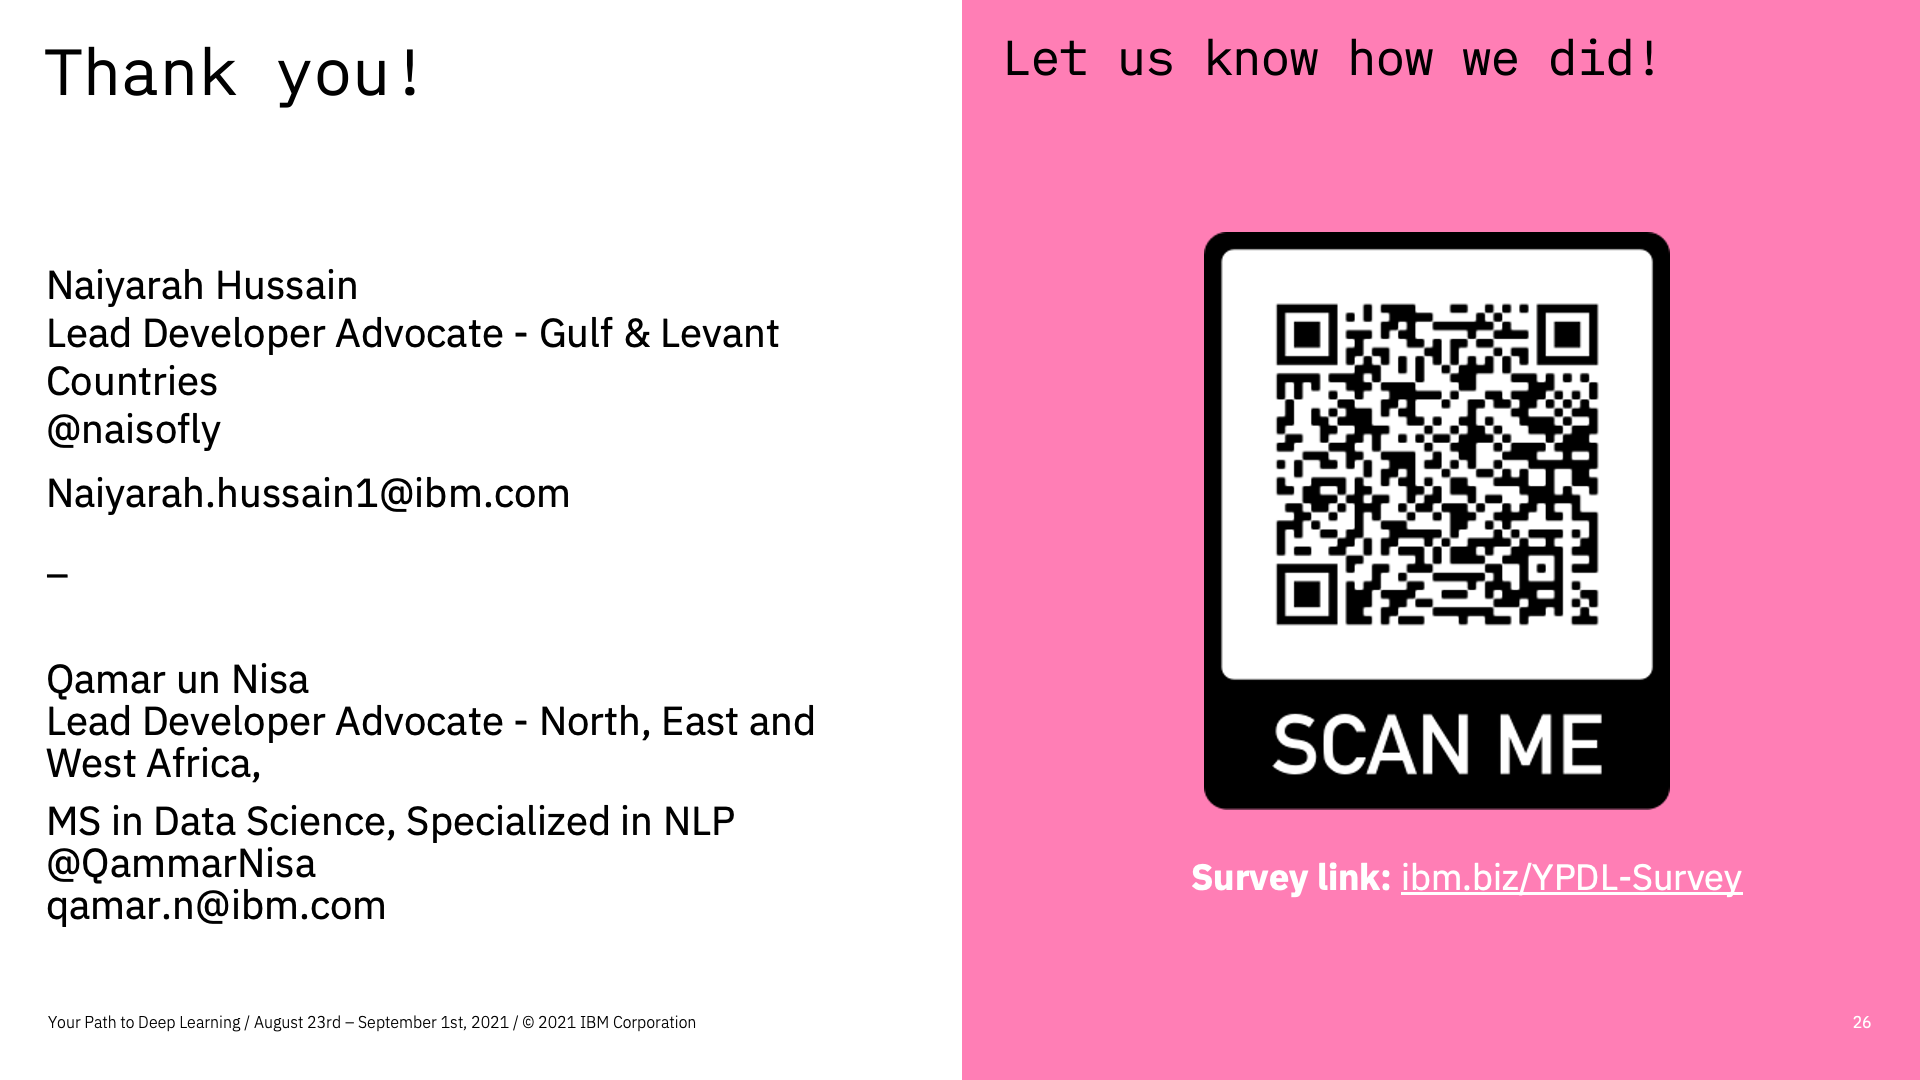 Thank you!
Naiyarah Hussain
Lead Developer Advocate - Gulf & Levant
Countries
@naisofly
Naiyarah.hussain1@ibm.com
–
Qamar un Nisa
Lead Developer Advocate - North, East and
West Africa,
MS in Data Science, Specialized in NLP
@QammarNisa
qamar.n@ibm.com
Your Path to Deep Learning / August 23rd – September 1st, 2021 / © 2021 IBM Corporation
Let us know how we did!
SCAN ME
Survey link: ibm.biz/YPDL-Survey
26